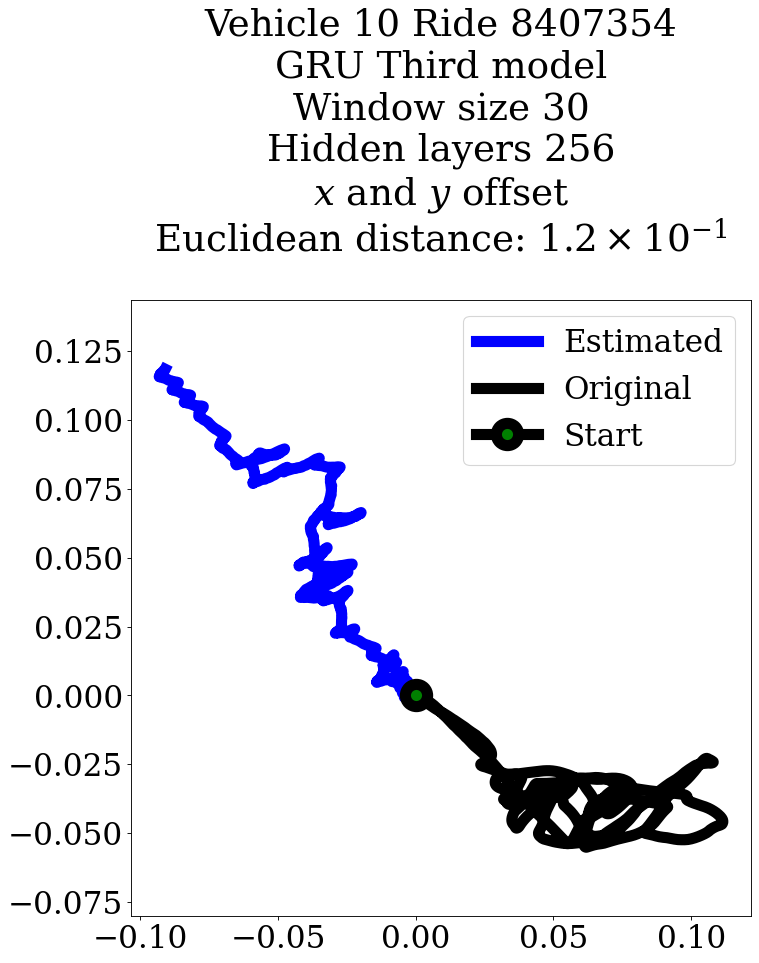 Vehicle 10 Ride 8407354
GRU Third model
Window size 30
Hidden layers 256
x and y offset
Euclidean distance: 1.2 × 10⁻¹
Estimated
Original
Start
0.125
0.100
0.075
0.050
0.025
0.000
−0.025
−0.050
−0.075
−0.10 −0.05 0.00 0.05 0.10